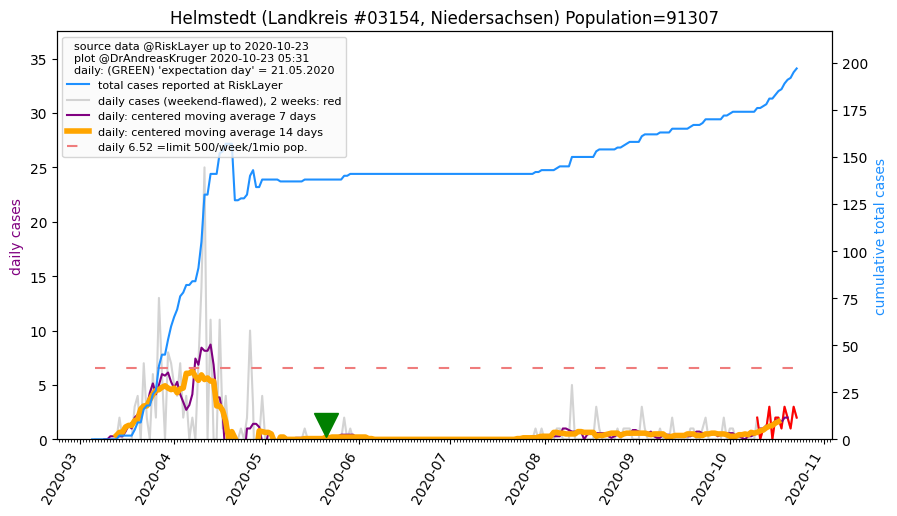 Helmstedt (Landkreis #03154, Niedersachsen) Population=91307
source data @RiskLayer up to 2020-10-23
plot @DrAndreasKruger 2020-10-23 05:31
daily: (GREEN) 'expectation day' = 21.05.2020
total cases reported at RiskLayer
daily cases (weekend-flawed), 2 weeks: red
daily: centered moving average 7 days
daily: centered moving average 14 days
daily 6.52 =limit 500/week/1mio pop.
daily cases
35
30
25
20
15
10
5
0
cumulative total cases
200
175
150
125
100
75
50
25
0
2020-03
2020-04
2020-05
2020-06
2020-07
2020-08
2020-09
2020-10
2020-11